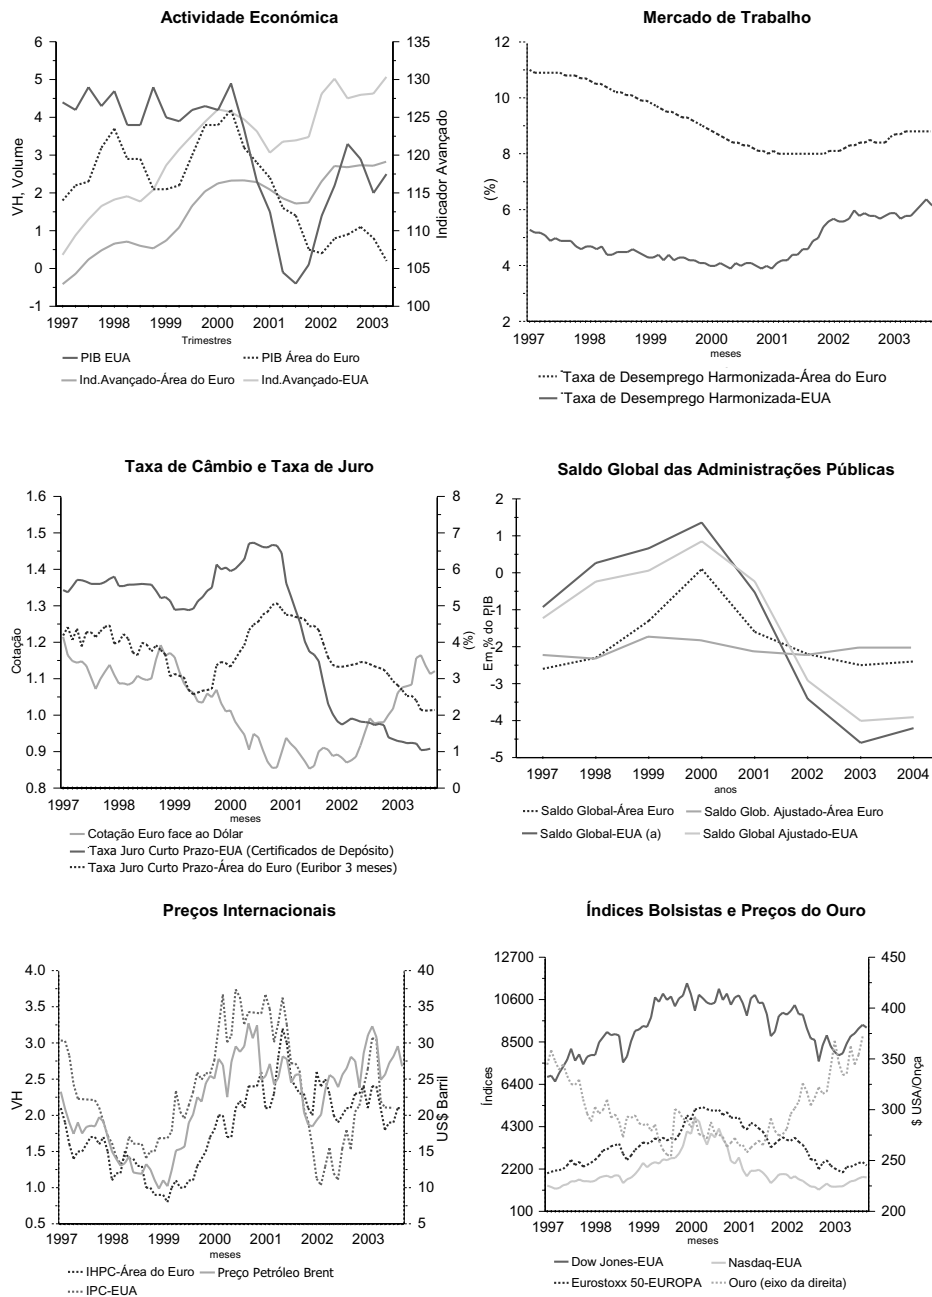 Actividade Económica
6
5
4
3
2
1
0
-1
VH, Volume
135
130
125
120
115
110
105
100
Indicador Avançado
1997 1998 1999 2000 2001 2002 2003
Trimestres
PIB EUA
PIB Área do Euro
Ind.Avançado-Área do Euro
Ind.Avançado-EUA
Mercado de Trabalho
12
10
8
6
4
2
(%)
1997 1998 1999 2000 2001 2002 2003
meses
Taxa de Desemprego Harmonizada-Área do Euro
Taxa de Desemprego Harmonizada-EUA
Taxa de Câmbio e Taxa de Juro
1.6
1.5
1.4
1.3
1.2
1.1
1.0
0.9
0.8
Cotação
8
7
6
5
4
3
2
1
0
(%)
1997 1998 1999 2000 2001 2002 2003
meses
Cotação Euro face ao Dólar
Taxa Juro Curto Prazo-EUA (Certificados de Depósito)
Taxa Juro Curto Prazo-Área do Euro (Euribor 3 meses)
Saldo Global das Administrações Públicas
2
1
0
-1
-2
-3
-4
-5
Em % do PIB
1997 1998 1999 2000 2001 2002 2003 2004
anos
Saldo Global-Área Euro
Saldo Glob. Ajustado-Área Euro
Saldo Global-EUA (a)
Saldo Global Ajustado-EUA
Preços Internacionais
4.0
3.5
3.0
2.5
2.0
1.5
1.0
0.5
VH
40
35
30
25
20
15
10
5
US$ Barril
1997 1998 1999 2000 2001 2002 2003
meses
IHPC-Área do Euro
Preço Petróleo Brent
IPC-EUA
Índices Bolsistas e Preços do Ouro
12700
10600
8500
6400
4300
2200
100
Índices
450
400
350
300
250
200
$ USA/Onça
1997 1998 1999 2000 2001 2002 2003
meses
Dow Jones-EUA
Nasdaq-EUA
Eurostoxx 50-EUROPA
Ouro (eixo da direita)